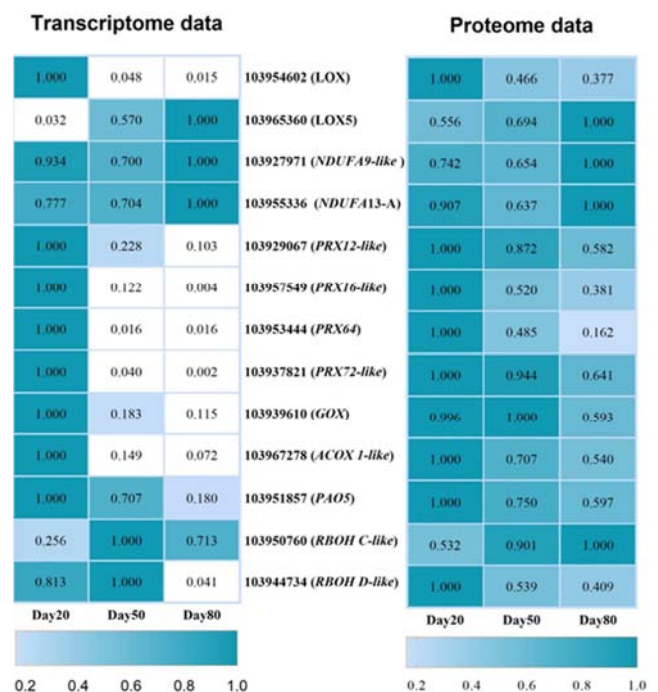 Transcriptome data Proteome data
1.000 0.048 0.015 103954602 (LOX) 1.000 0.466 0.377
0.032 0.570 1.000 103965360 (LOX5) 0.556 0.694 1.000
0.934 0.700 1.000 103927971 (NDUFA9-like ) 0.742 0.654 1.000
0.777 0.704 1.000 103955336 (NDUFA13-A) 0.907 0.637 1.000
1.000 0.228 0.103 103929067 (PRX12-like) 1.000 0.872 0.582
1.000 0.122 0.004 103957549 (PRX16-like) 1.000 0.520 0.381
1.000 0.016 0.016 103953444 (PRX64) 1.000 0.485 0.162
1.000 0.040 0.002 103937821 (PRX72-like) 1.000 0.944 0.641
1.000 0.183 0.115 103939610 (GOX) 0.996 1.000 0.593
1.000 0.149 0.072 103967278 (ACOX 1-like) 1.000 0.707 0.540
1.000 0.707 0.180 103951857 (PAO5) 1.000 0.750 0.597
0.256 1.000 0.713 103950760 (RBOH C-like) 0.532 0.901 1.000
0.813 1.000 0.041 103944734 (RBOH D-like) 1.000 0.539 0.409
Day20 Day50 Day80 Day20 Day50 Day80
0.2 0.4 0.6 0.8 1.0 0.2 0.4 0.6 0.8 1.0